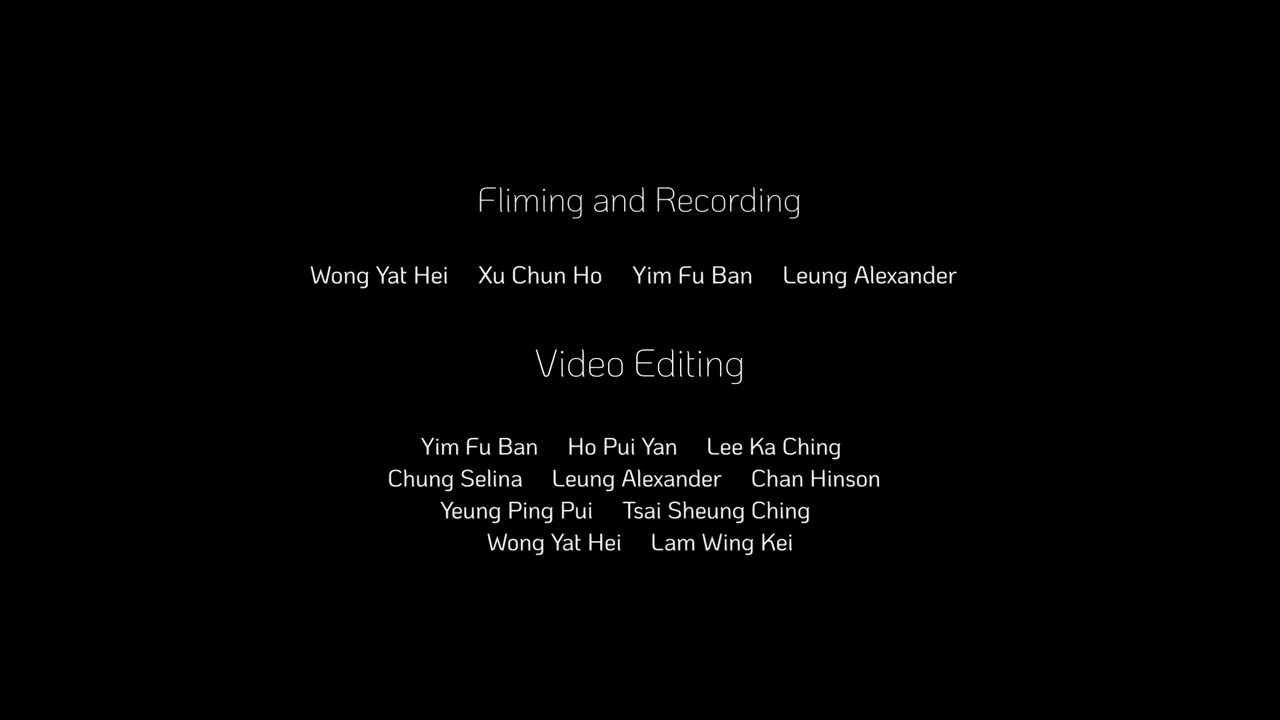 Fliming and Recording
Wong Yat Hei Xu Chun Ho Yim Fu Ban Leung Alexander
Video Editing
Yim Fu Ban Ho Pui Yan Lee Ka Ching
Chung Selina Leung Alexander Chan Hinson
Yeung Ping Pui Tsai Sheung Ching
Wong Yat Hei Lam Wing Kei